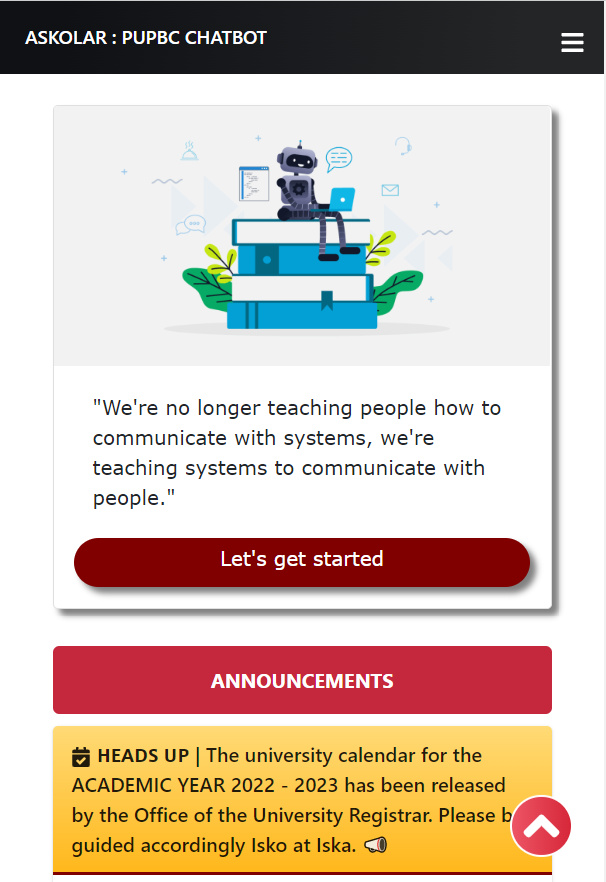 ASKOLAR : PUPBC CHATBOT
"We're no longer teaching people how to
communicate with systems, we're
teaching systems to communicate with
people."
Let's get started
ANNOUNCEMENTS
HEADS UP | The university calendar for the
ACADEMIC YEAR 2022 - 2023 has been released
by the Office of the University Registrar. Please
guided accordingly Isko at Iska.